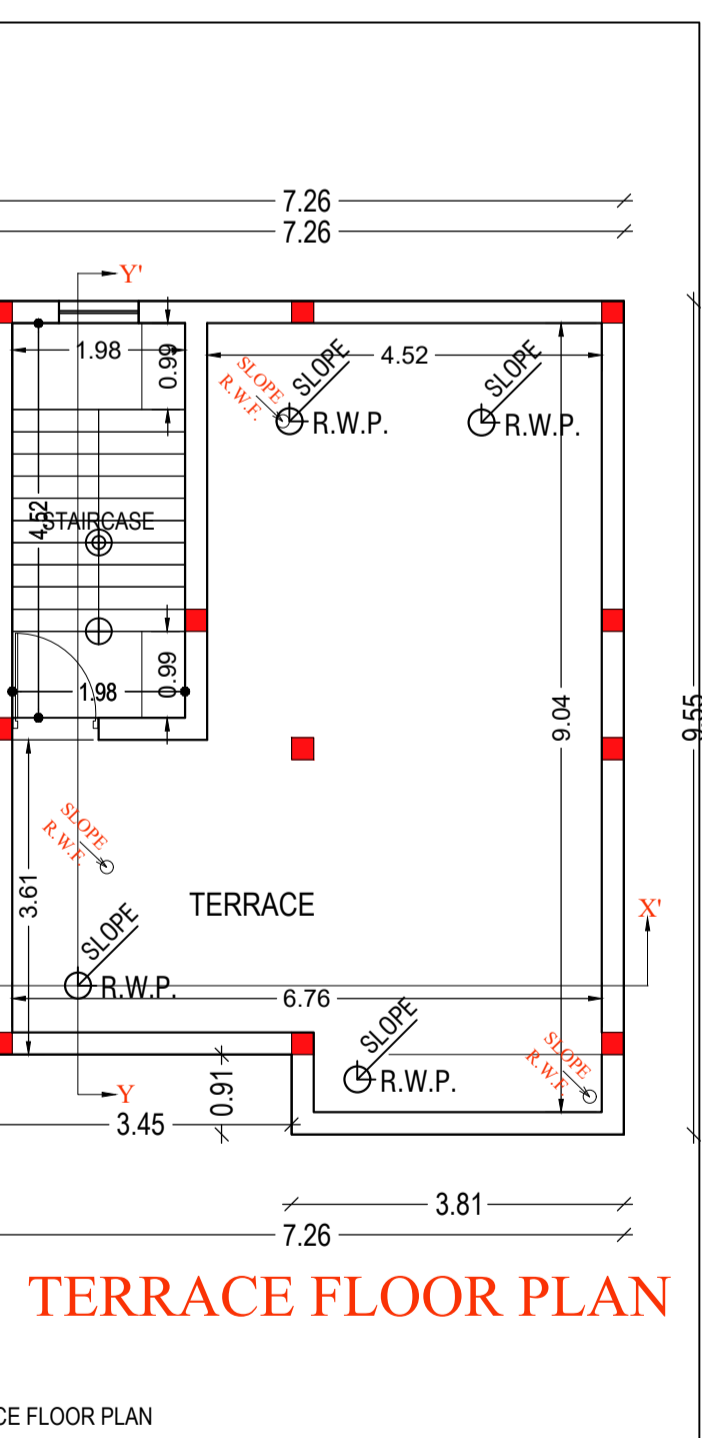 7.26
7.26
Y'
1.98
0.99
SLOPE
R.W.F.
SLOPE
R.W.P.
4.52
SLOPE
R.W.P.
4.52
STAIRCASE
0.99
1.98
9.04
9.55
SLOPE
R.W.F.
3.61
TERRACE
X'
SLOPE
R.W.P.
6.76
SLOPE
R.W.P.
SLOPE
R.W.F.
Y
0.91
3.45
3.81
7.26
TERRACE FLOOR PLAN
CE FLOOR PLAN